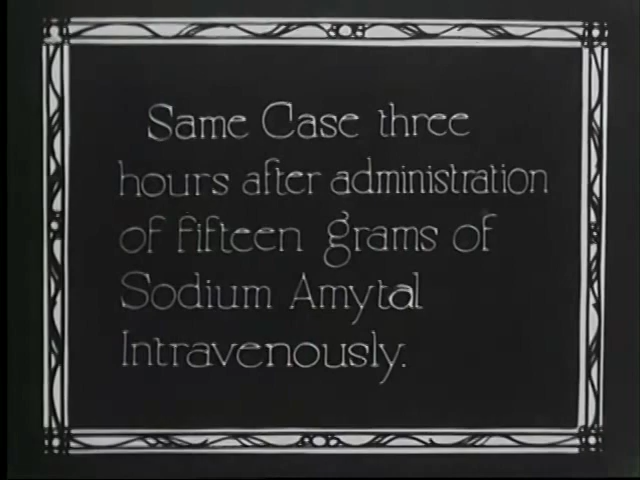 Same Case three
hours after administration
of fifteen grams of
Sodium Amytal
Intravenously.